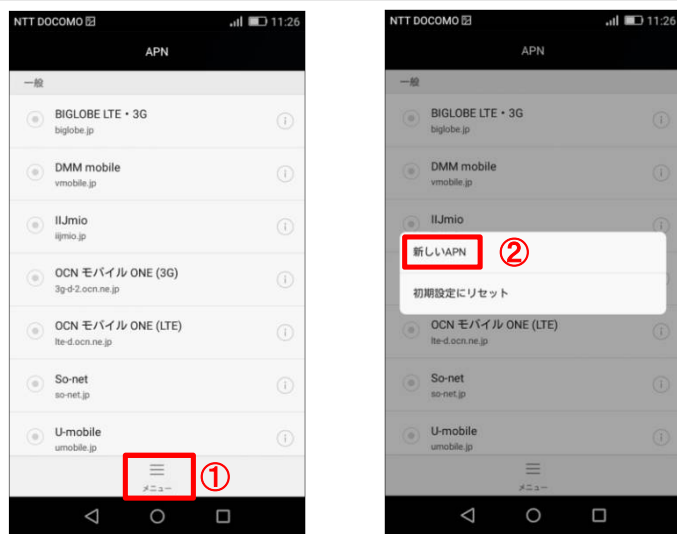 NTT DOCOMO 11:26
APN
一般
BIGLOBE LTE・3G
biglobe.jp
DMM mobile
vmobile.jp
IIJmio
iijmio.jp
OCN モバイル ONE (3G)
3g-d-2.ocn.ne.jp
OCN モバイル ONE (LTE)
lte-d.ocn.ne.jp
So-net
so-net.jp
U-mobile
umobile.jp
メニュー
①
NTT DOCOMO 11:26
APN
一般
BIGLOBE LTE・3G
biglobe.jp
DMM mobile
vmobile.jp
IIJmio
新しいAPN
②
初期設定にリセット
OCN モバイル ONE (LTE)
lte-d.ocn.ne.jp
So-net
so-net.jp
U-mobile
umobile.jp
メニュー